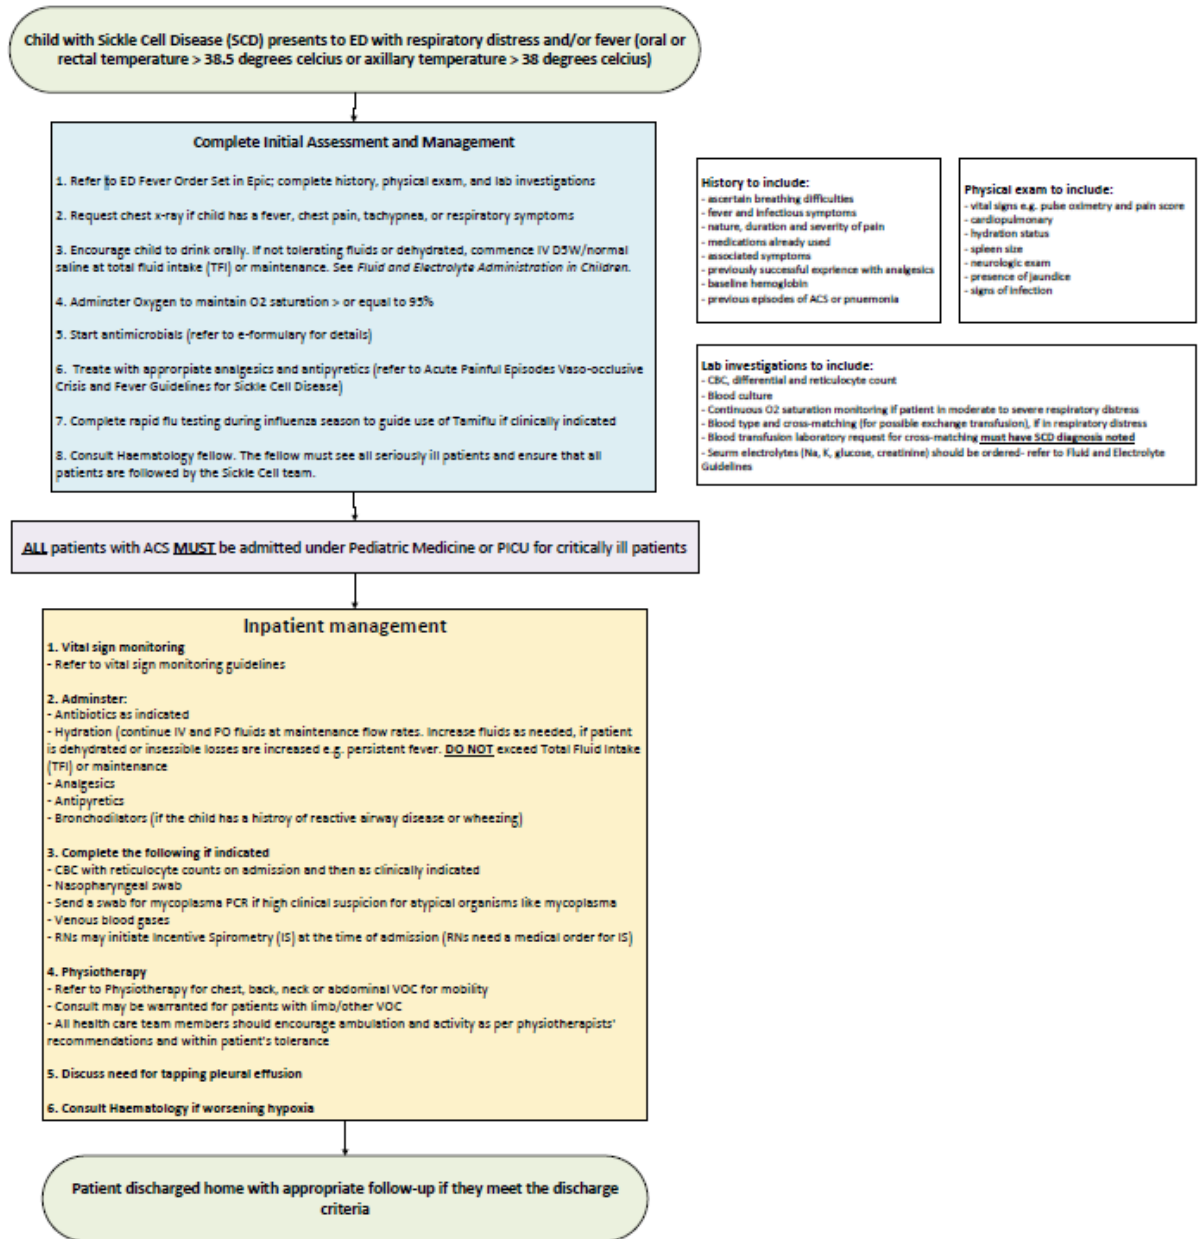 Child with Sickle Cell Disease (SCD) presents to ED with respiratory distress and/or fever (oral or
rectal temperature > 38.5 degrees celcius or axillary temperature > 38 degrees celcius)
Complete Initial Assessment and Management
1. Refer to ED Fever Order Set in Epic; complete history, physical exam, and lab investigations
2. Request chest x-ray if child has a fever, chest pain, tachypnea, or respiratory symptoms
3. Encourage child to drink orally. If not tolerating fluids or dehydrated, commence IV D5W/normal
saline at total fluid intake (TFI) or maintenance. See Fluid and Electrolyte Administration in Children.
4. Adminster Oxygen to maintain O2 saturation > or equal to 95%
5. Start antimicrobials (refer to e-formulary for details)
6. Treate with approrpiate analgesics and antipyretics (refer to Acute Painful Episodes Vaso-occlusive
Crisis and Fever Guidelines for Sickle Cell Disease)
7. Complete rapid flu testing during influenza season to guide use of Tamiflu if clinically indicated
8. Consult Haematology fellow. The fellow must see all seriously ill patients and ensure that all
patients are followed by the Sickle Cell team.
History to include:
- ascertain breathing difficulties
- fever and infectious symptoms
- nature, duration and severity of pain
- medications already used
- associated symptoms
- previously successful exprience with analgesics
- baseline hemoglobin
- previous episodes of ACS or pnuemonia
Physical exam to include:
- vital signs e.g. pulse oximetry and pain score
- cardiopulmonary
- hydration status
- spleen size
- neurologic exam
- presence of jaundice
- signs of infection
Lab investigations to include:
- CBC, differential and reticulocyte count
- Blood culture
- Continuous O2 saturation monitoring if patient in moderate to severe respiratory distress
- Blood type and cross-matching (for possible exchange transfusion), if in respiratory distress
- Blood transfusion laboratory request for cross-matching must have SCD diagnosis noted
- Seurm electrolytes (Na, K, glucose, creatinine) should be ordered- refer to Fluid and Electrolyte
Guidelines
ALL patients with ACS MUST be admitted under Pediatric Medicine or PICU for critically ill patients
Inpatient management
1. Vital sign monitoring
- Refer to vital sign monitoring guidelines
2. Adminster:
- Antibiotics as indicated
- Hydration (continue IV and PO fluids at maintenance flow rates. Increase fluids as needed, if patient
is dehydrated or insessible losses are increased e.g. persistent fever. DO NOT exceed Total Fluid Intake
(TFI) or maintenance
- Analgesics
- Antipyretics
- Bronchodilators (if the child has a histroy of reactive airway disease or wheezing)
3. Complete the following if indicated
- CBC with reticulocyte counts on admission and then as clinically indicated
- Nasopharyngeal swab
- Send a swab for mycoplasma PCR if high clinical suspicion for atypical organisms like mycoplasma
- Venous blood gases
- RNs may initiate Incentive Spirometry (IS) at the time of admission (RNs need a medical order for IS)
4. Physiotherapy
- Refer to Physiotherapy for chest, back, neck or abdominal VOC for mobility
- Consult may be warranted for patients with limb/other VOC
- All health care team members should encourage ambulation and activity as per physiotherapists'
recommendations and within patient's tolerance
5. Discuss need for tapping pleural effusion
6. Consult Haematology if worsening hypoxia
Patient discharged home with appropriate follow-up if they meet the discharge
criteria